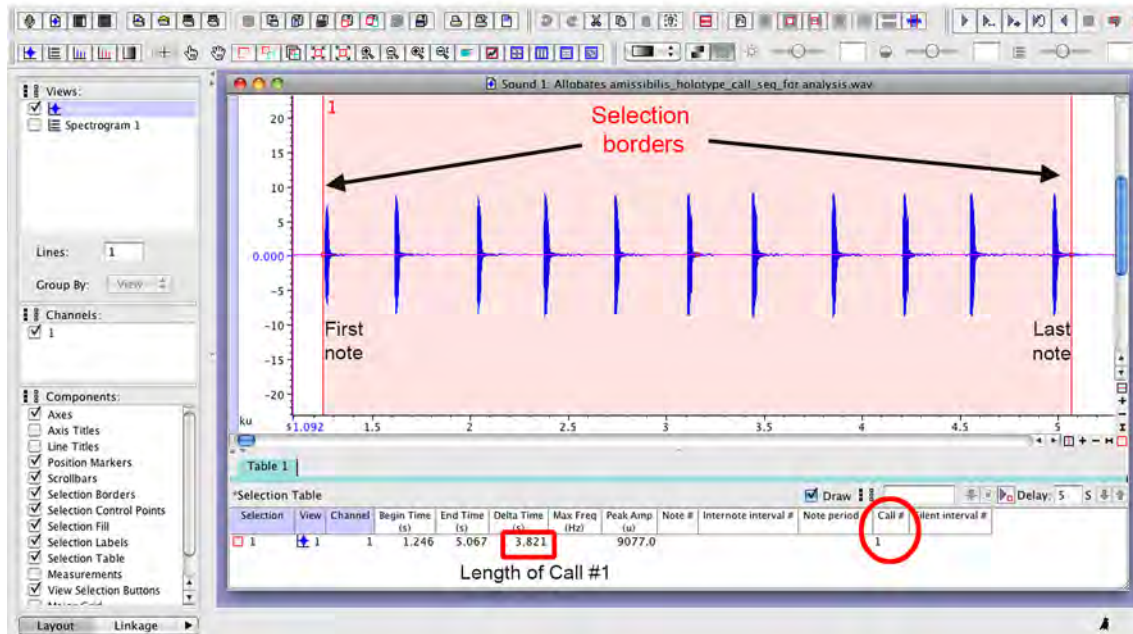 Sound 1: Allobates amissibilis_holotype_call_seq_for analysis.wav
Views:
Spectrogram 1
Lines: 1
Group By: View
Channels:
1
Components:
Axes
Axis Titles
Line Titles
Position Markers
Scrollbars
Selection Borders
Selection Control Points
Selection Fill
Selection Labels
Selection Table
Measurements
View Selection Buttons
Major Grid
Layout Linkage
1
Selection
borders
20
15
10
5
0.000
-5
-10
-15
-20
First
note
Last
note
ku
s 1.092 1.5 2 2.5 3 3.5 4 4.5 5
Table 1
*Selection Table Draw Delay: 5 S
Selection View Channel Begin Time (s) End Time (s) Delta Time (s) Max Freq (Hz) Peak Amp (u) Note # Internote interval # Note period Call # Silent interval #
1 1 1 1.246 5.067 3.821 9077.0 1
Length of Call #1